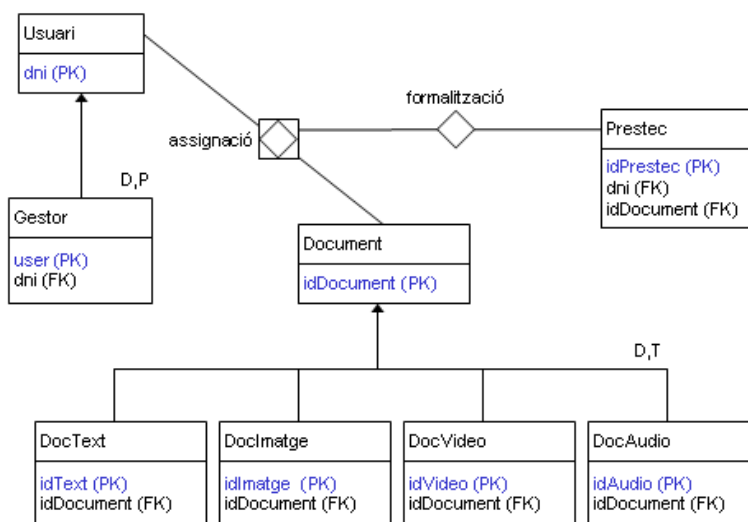 Usuari
dni (PK)
formalització
assignació
Prestec
idPrestec (PK)
dni (FK)
idDocument (FK)
D,P
Gestor
user (PK)
dni (FK)
Document
idDocument (PK)
D,T
DocText
idText (PK)
idDocument (FK)
DocImatge
idImatge (PK)
idDocument (FK)
DocVideo
idVideo (PK)
idDocument (FK)
DocAudio
idAudio (PK)
idDocument (FK)